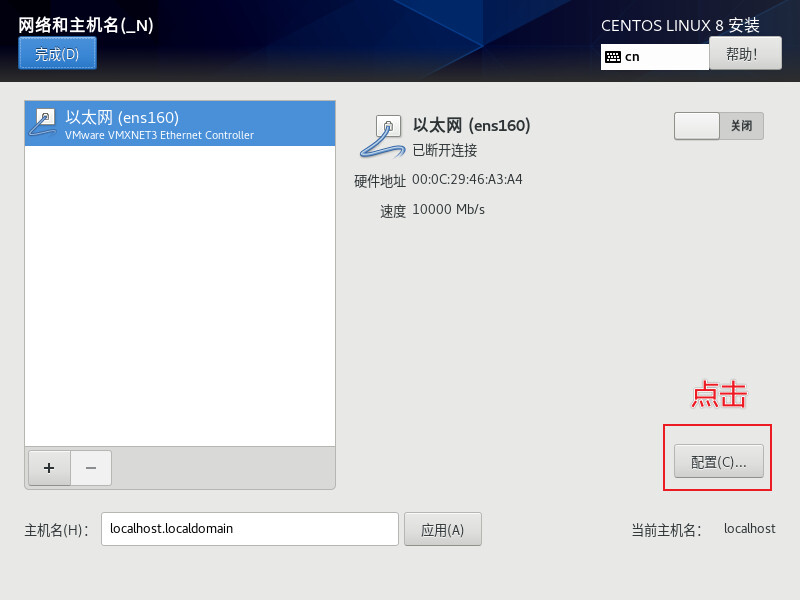 网络和主机名(_N)
CENTOS LINUX 8 安装
完成(D)
cn
帮助!
以太网 (ens160)
VMware VMXNET3 Ethernet Controller
以太网 (ens160)
已断开连接
关闭
硬件地址 00:0C:29:46:A3:A4
速度 10000 Mb/s
点击
配置(C)...
+
−
主机名(H)：
localhost.localdomain
应用(A)
当前主机名：
localhost